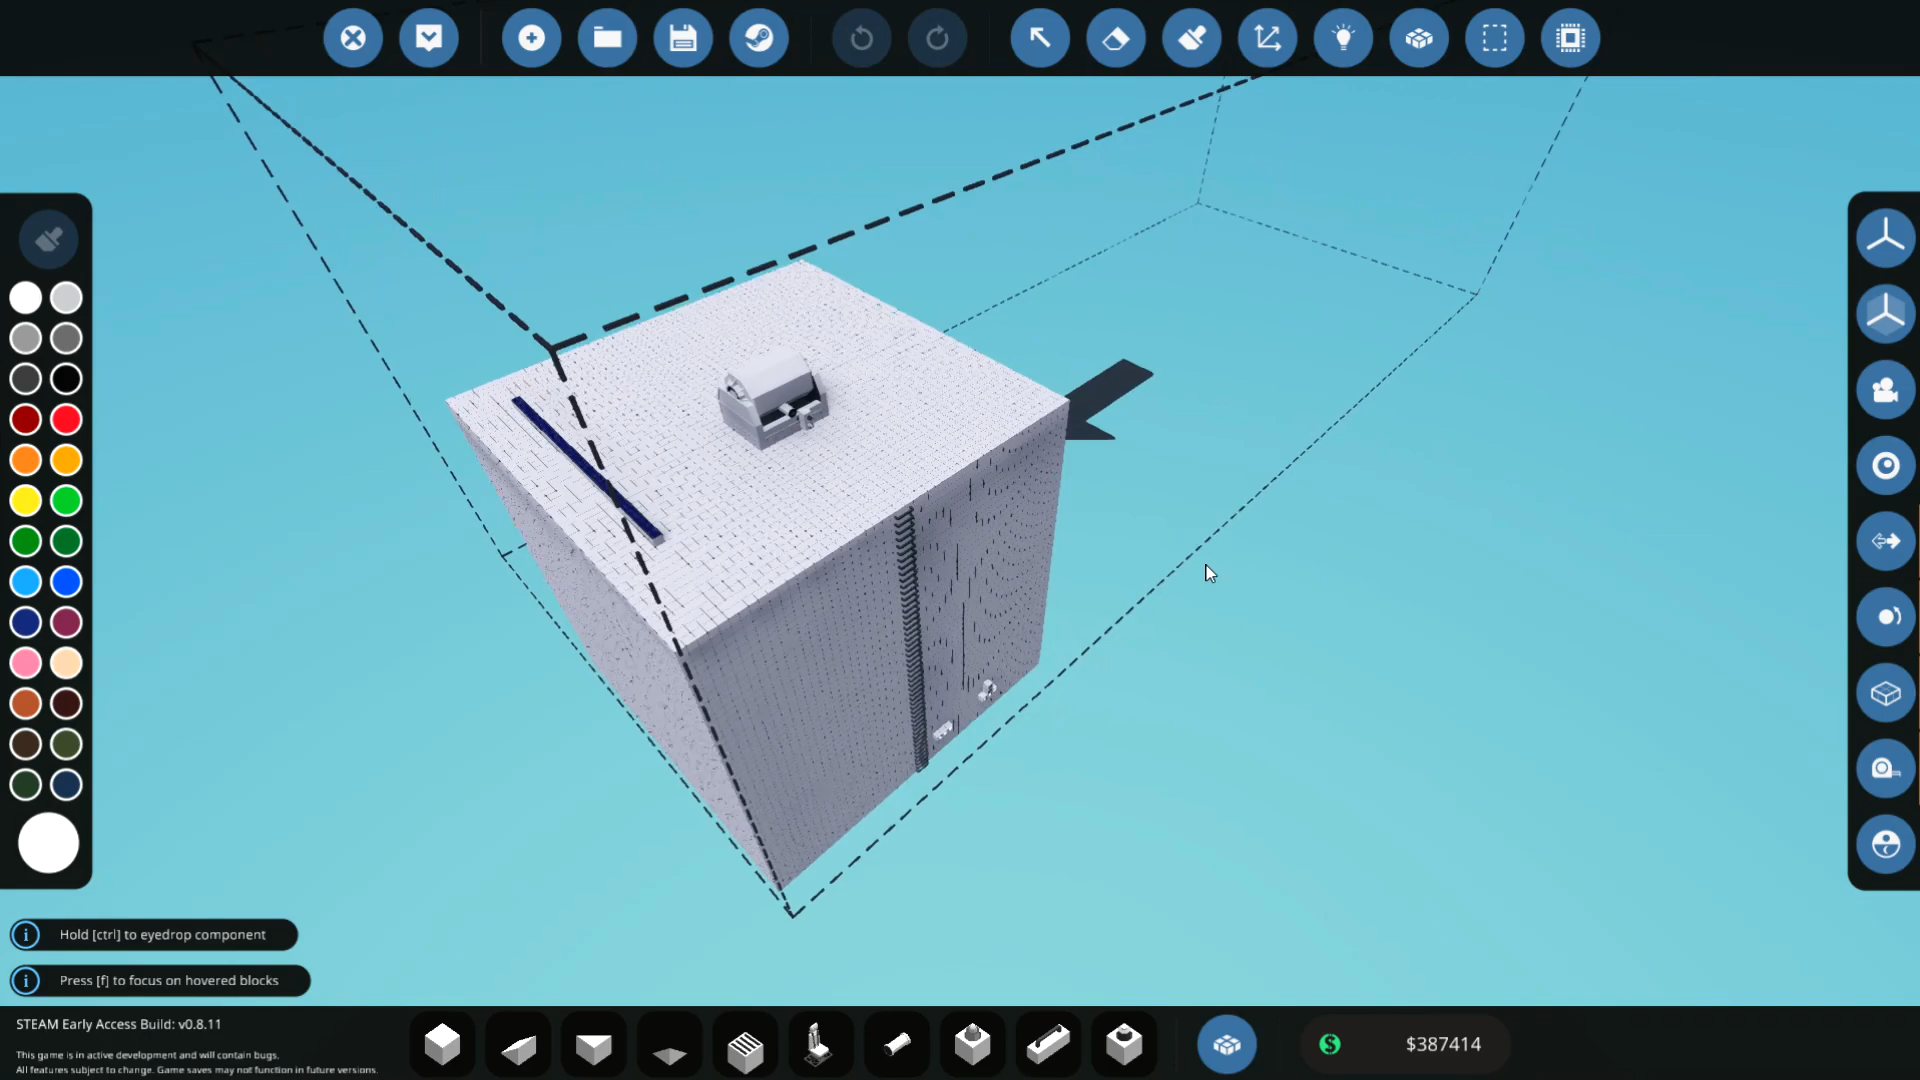 Hold [ctrl] to eyedrop component
Press [f] to focus on hovered blocks
STEAM Early Access Build: v0.8.11
This game is in active development and will contain bugs.
All features subject to change. Game saves may not function in future versions.
$387414